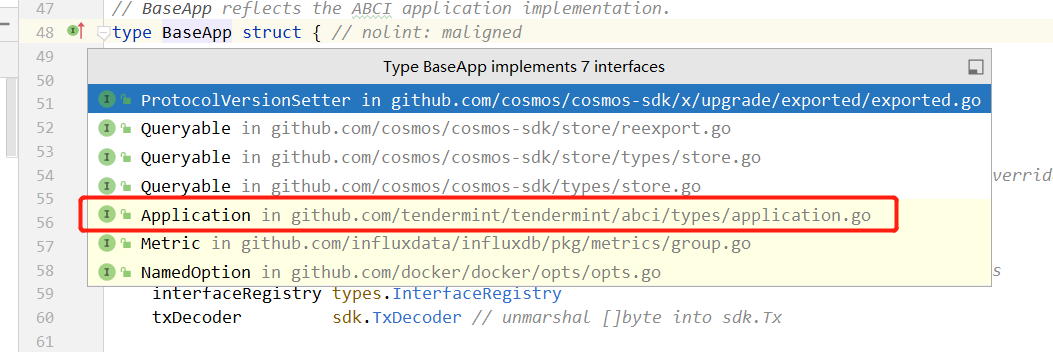 47 // BaseApp reflects the ABCI application implementation.
48 type BaseApp struct { // nolint: maligned
49
Type BaseApp implements 7 interfaces
50
51 ProtocolVersionSetter in github.com/cosmos/cosmos-sdk/x/upgrade/exported/exported.go
52 Queryable in github.com/cosmos/cosmos-sdk/store/reexport.go
53 Queryable in github.com/cosmos/cosmos-sdk/store/types/store.go
54 Queryable in github.com/cosmos/cosmos-sdk/types/store.go verrid
55
56 Application in github.com/tendermint/tendermint/abci/types/application.go
57 Metric in github.com/influxdata/influxdb/pkg/metrics/group.go
58 NamedOption in github.com/docker/docker/opts/opts.go s
59 interfaceRegistry types.InterfaceRegistry
60 txDecoder sdk.TxDecoder // unmarshal []byte into sdk.Tx